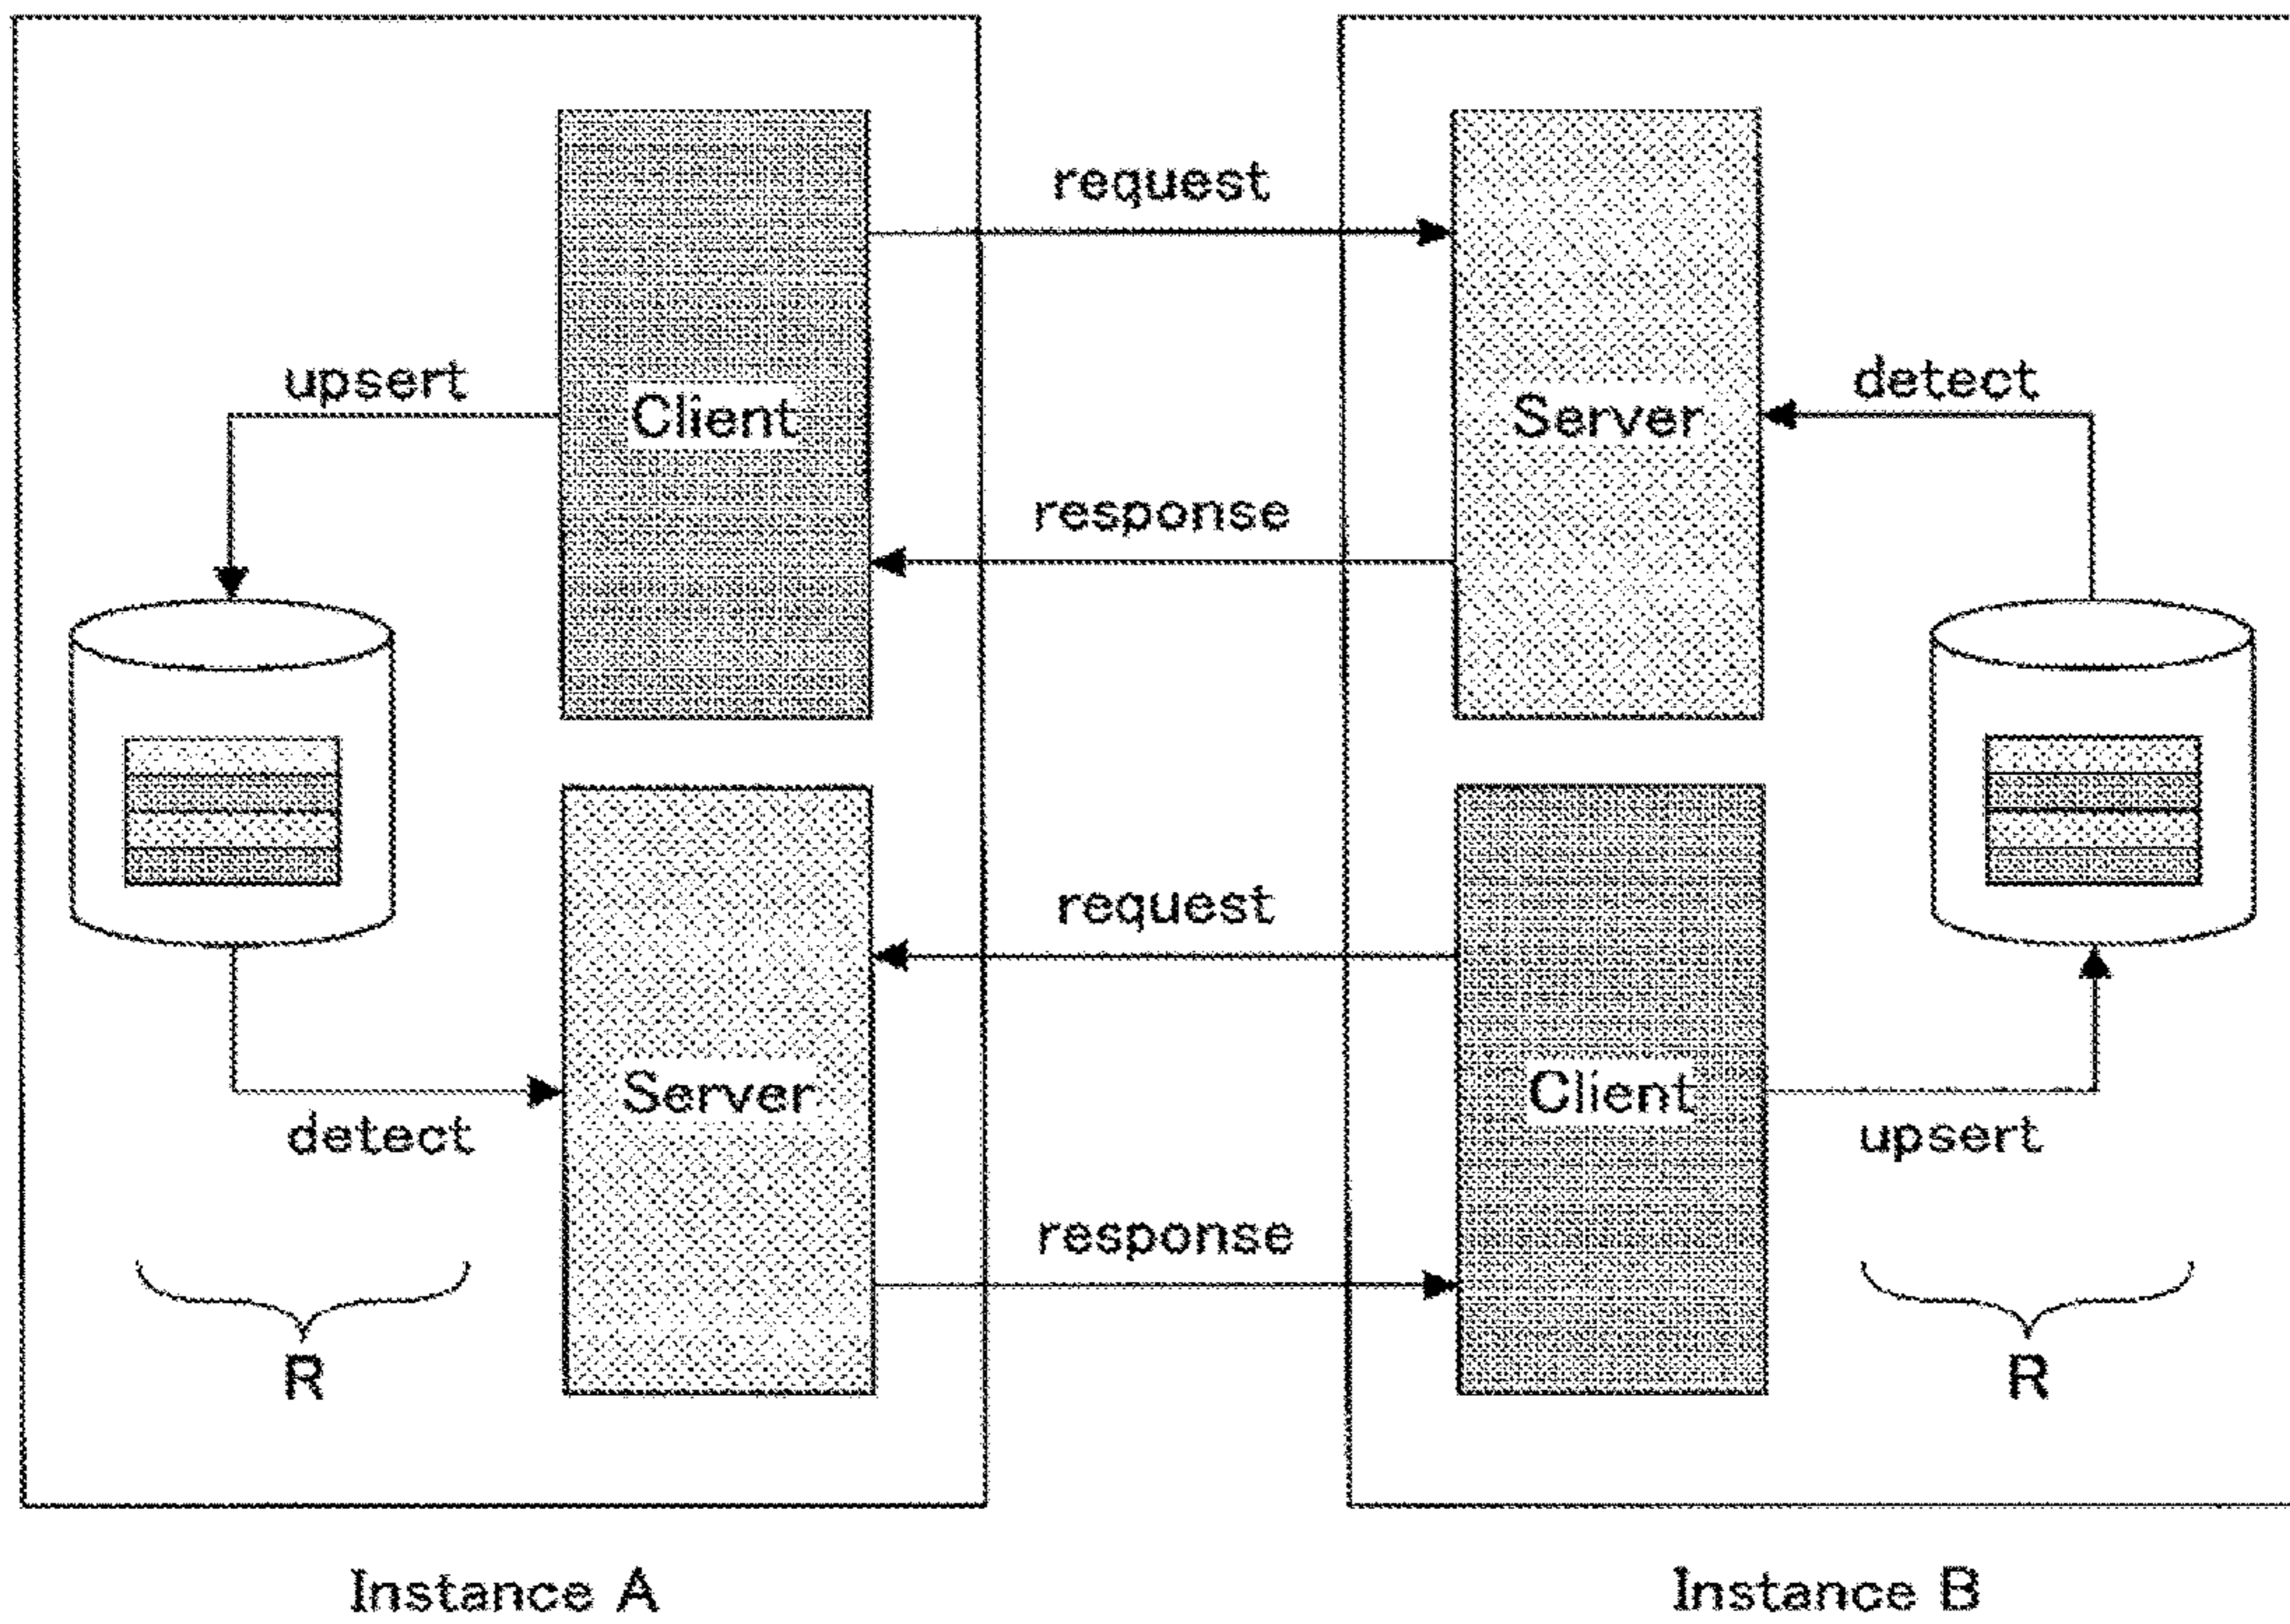 request
upsert
detect
Client
Server
response
request
Server
Client
detect
upsert
response
R
R
Instance A
Instance B